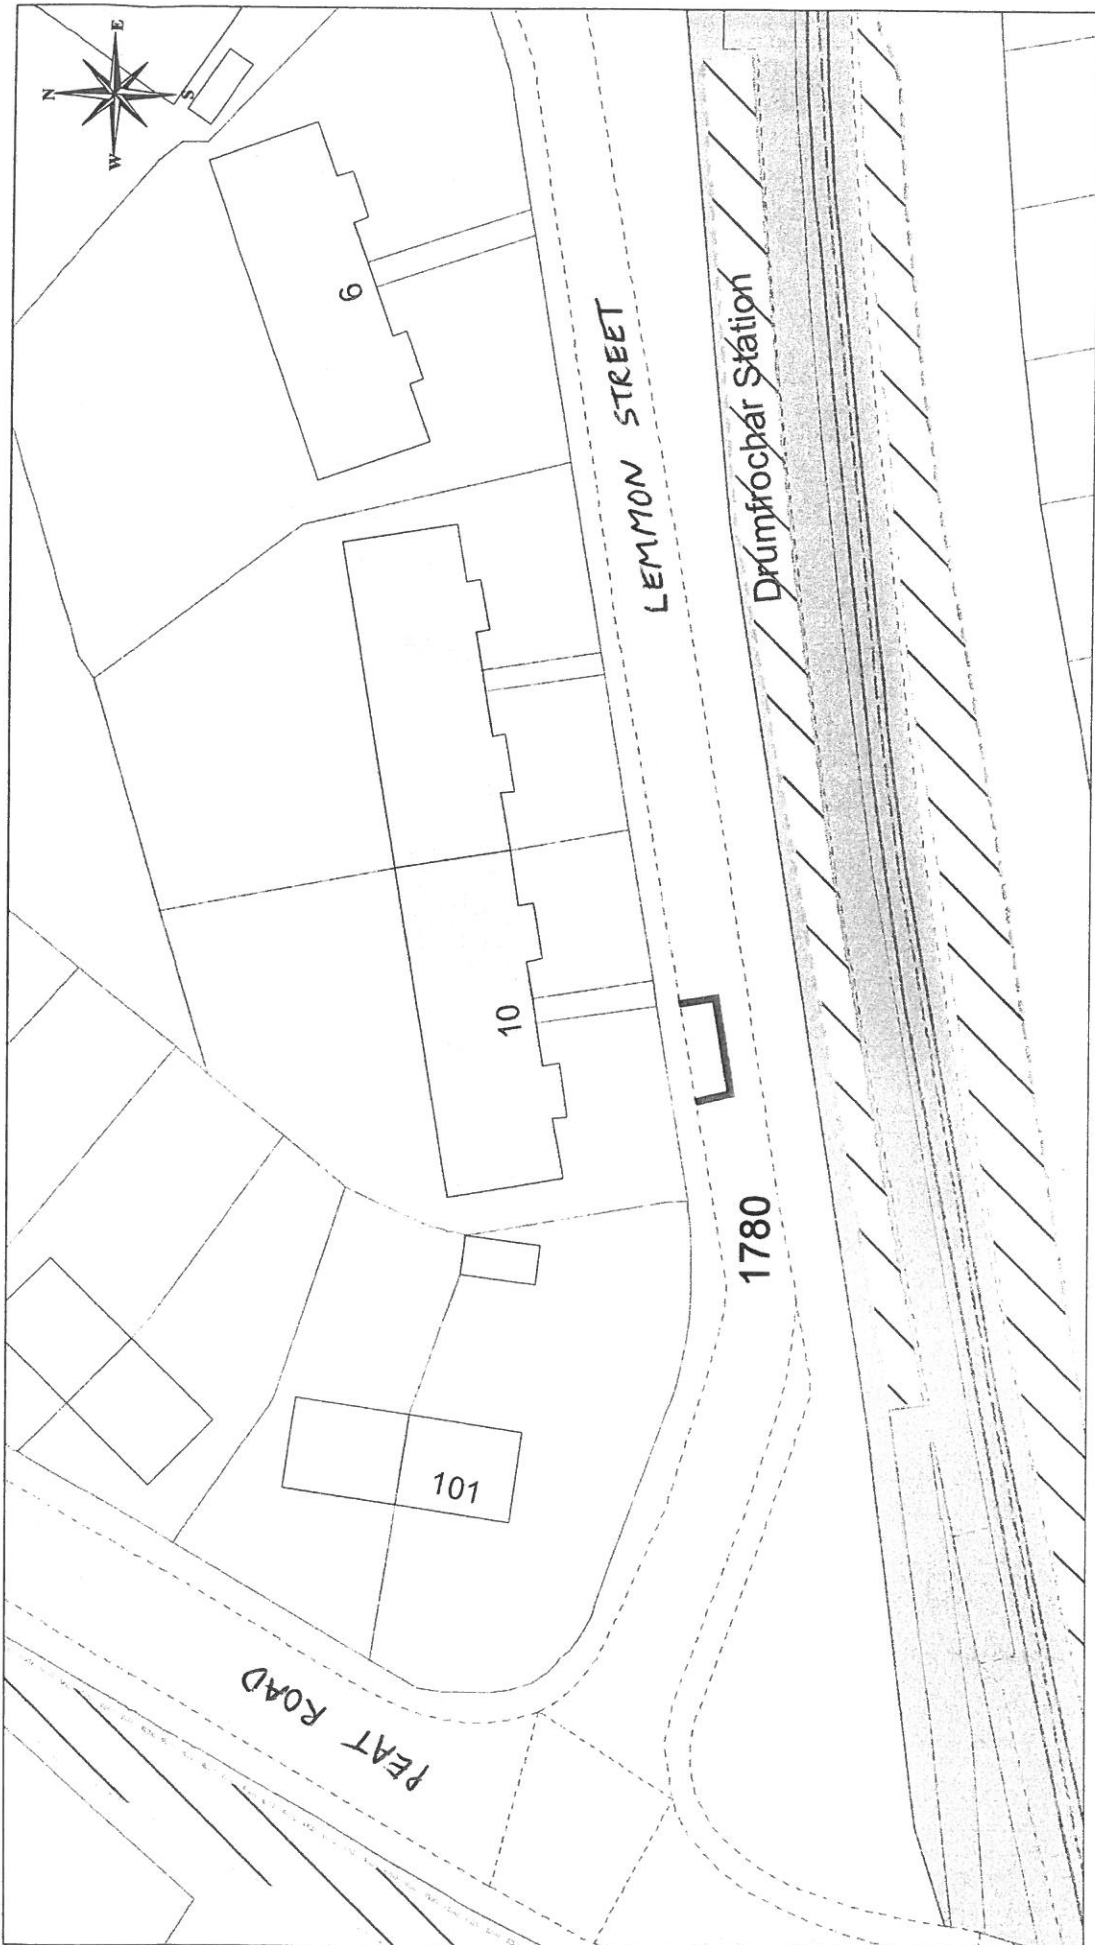 N
E
S
W
6
LEMMON STREET
Drumfrochar Station
10
1780
101
PEAT ROAD